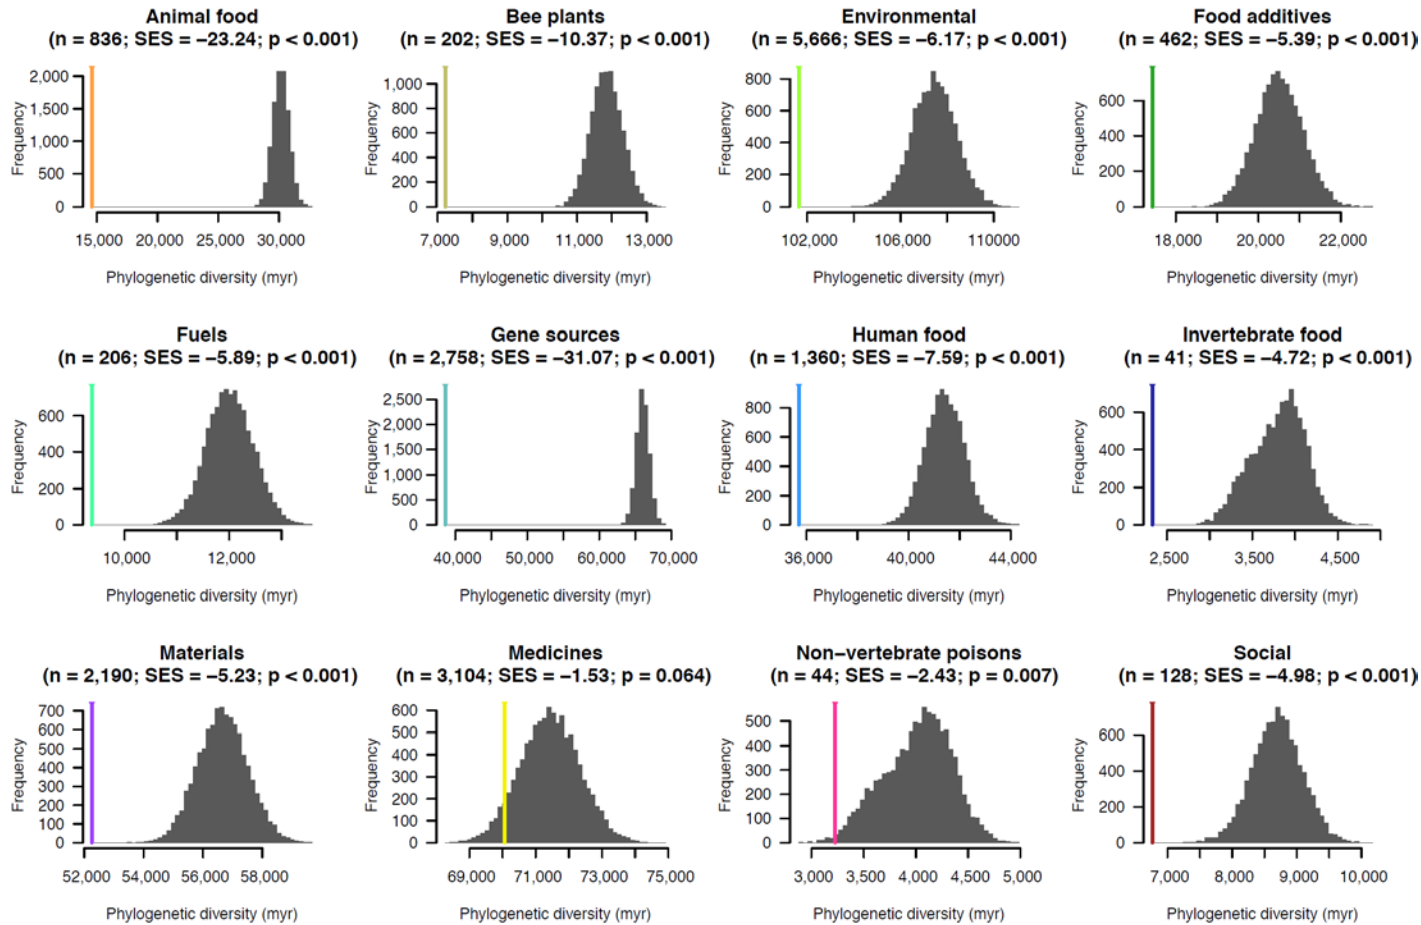 Animal food
(n = 836; SES = −23.24; p < 0.001)
Frequency
2,000
1,500
1,000
500
0
15,000 20,000 25,000 30,000
Phylogenetic diversity (myr)
Bee plants
(n = 202; SES = −10.37; p < 0.001)
Frequency
1,000
800
600
400
200
0
7,000 9,000 11,000 13,000
Phylogenetic diversity (myr)
Environmental
(n = 5,666; SES = −6.17; p < 0.001)
Frequency
800
600
400
200
0
102,000 106,000 110000
Phylogenetic diversity (myr)
Food additives
(n = 462; SES = −5.39; p < 0.001)
Frequency
600
400
200
0
18,000 20,000 22,000
Phylogenetic diversity (myr)
Fuels
(n = 206; SES = −5.89; p < 0.001)
Frequency
600
400
200
0
10,000 12,000
Phylogenetic diversity (myr)
Gene sources
(n = 2,758; SES = −31.07; p < 0.001)
Frequency
2,500
2,000
1,500
1,000
500
0
40,000 50,000 60,000 70,000
Phylogenetic diversity (myr)
Human food
(n = 1,360; SES = −7.59; p < 0.001)
Frequency
800
600
400
200
0
36,000 40,000 44,000
Phylogenetic diversity (myr)
Invertebrate food
(n = 41; SES = −4.72; p < 0.001)
Frequency
600
400
200
0
2,500 3,500 4,500
Phylogenetic diversity (myr)
Materials
(n = 2,190; SES = −5.23; p < 0.001)
Frequency
700
600
500
400
300
200
100
0
52,000 54,000 56,000 58,000
Phylogenetic diversity (myr)
Medicines
(n = 3,104; SES = −1.53; p = 0.064)
Frequency
600
500
400
300
200
100
0
69,000 71,000 73,000 75,000
Phylogenetic diversity (myr)
Non−vertebrate poisons
(n = 44; SES = −2.43; p = 0.007)
Frequency
500
400
300
200
100
0
3,000 3,500 4,000 4,500 5,000
Phylogenetic diversity (myr)
Social
(n = 128; SES = −4.98; p < 0.001)
Frequency
600
400
200
0
7,000 8,000 9,000 10,000
Phylogenetic diversity (myr)